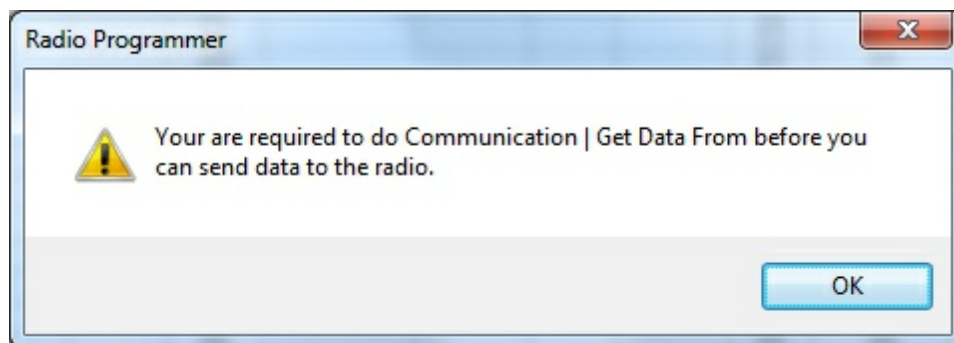 Radio Programmer
Your are required to do Communication | Get Data From before you
can send data to the radio.
OK